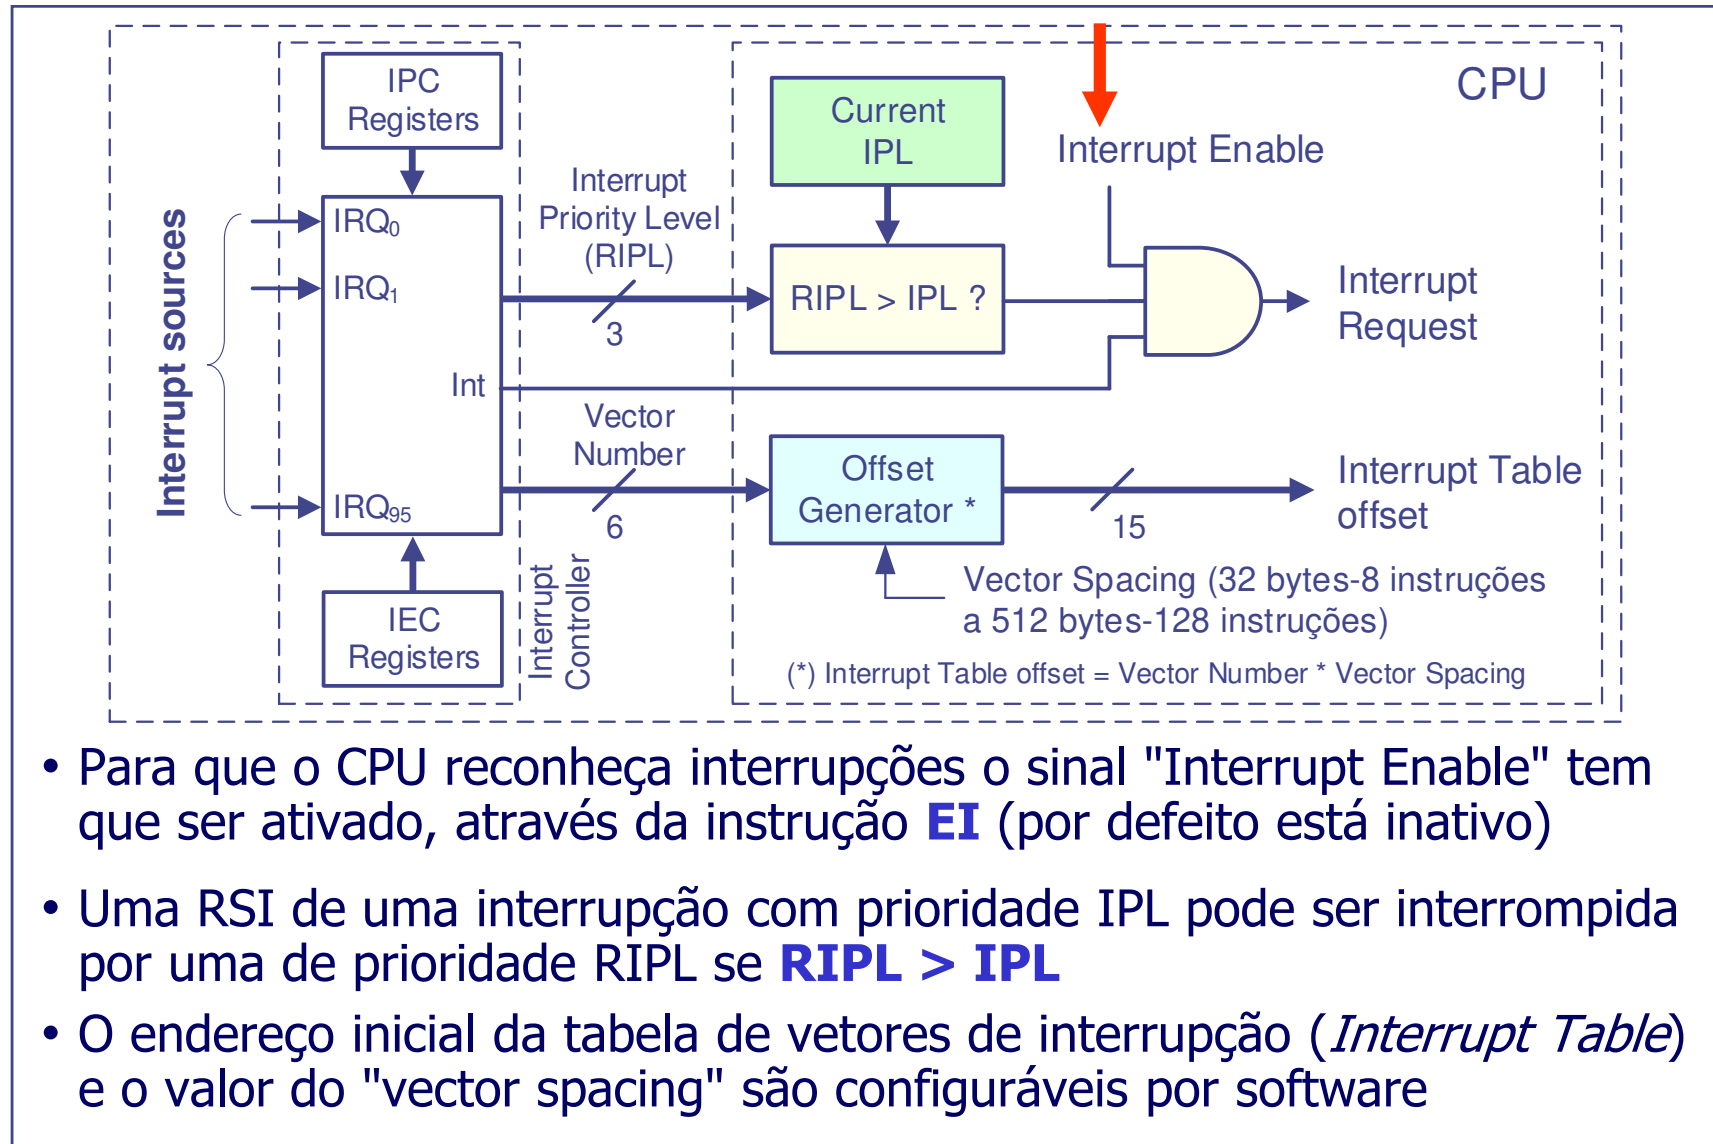 IPC
Registers
Current
IPL
CPU
Interrupt Enable
Interrupt
Priority Level
(RIPL)
3
Interrupt sources
IRQ0
IRQ1
IRQ95
Int
RIPL > IPL ?
Interrupt
Request
Vector
Number
6
Offset
Generator *
15
Interrupt Table
offset
IEC
Registers
Interrupt
Controller
Vector Spacing (32 bytes-8 instruções
a 512 bytes-128 instruções)
(*) Interrupt Table offset = Vector Number * Vector Spacing
• Para que o CPU reconheça interrupções o sinal "Interrupt Enable" tem
que ser ativado, através da instrução EI (por defeito está inativo)
• Uma RSI de uma interrupção com prioridade IPL pode ser interrompida
por uma de prioridade RIPL se RIPL > IPL
• O endereço inicial da tabela de vetores de interrupção (Interrupt Table)
e o valor do "vector spacing" são configuráveis por software